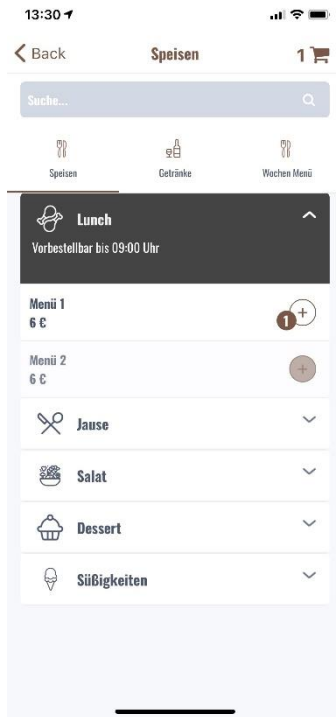 13:30
Back Speisen 1
Suche...
Speisen Getränke Wochen Menü
Lunch
Vorbestellbar bis 09:00 Uhr
Menü 1
6 €
1
Menü 2
6 €
Jause
Salat
Dessert
Süßigkeiten